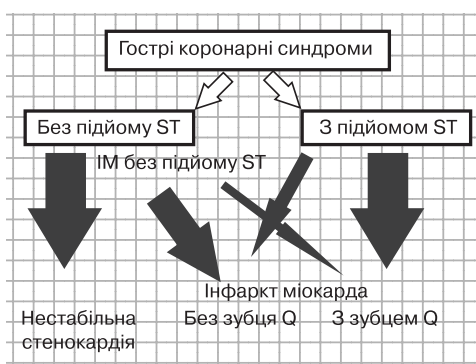 Гострі коронарні синдроми
Без підйому ST
З підйомом ST
ІМ без підйому ST
Інфаркт міокарда
Нестабільна
стенокардія
Без зубця Q
З зубцем Q